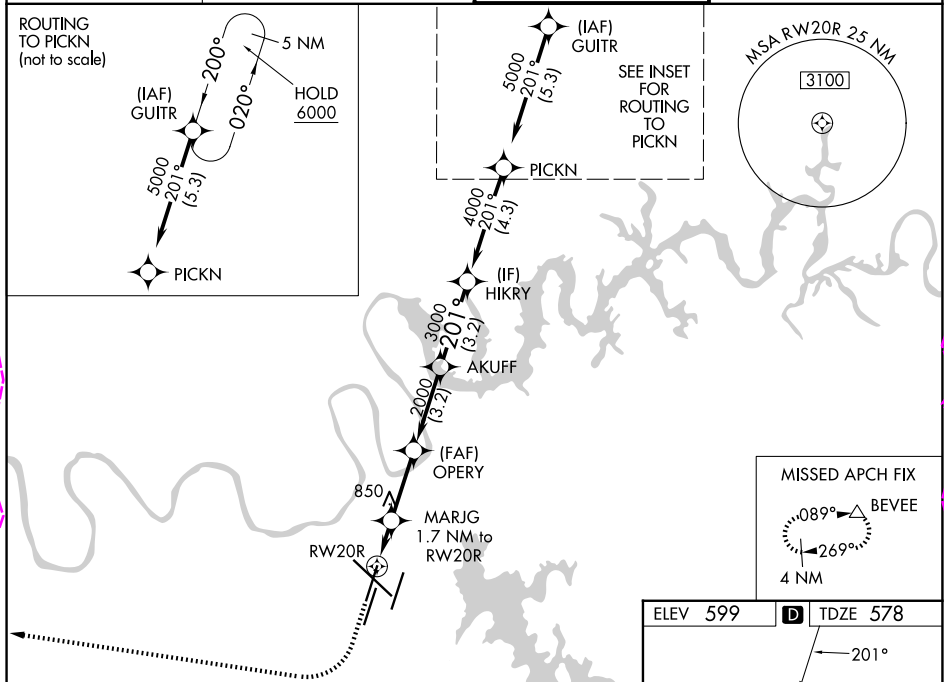 ROUTING
TO PICKN
(not to scale)
5 NM
200°
020°
HOLD
6000
(IAF)
GUITR
5000
201°
(5.3)
PICKN
(IAF)
GUITR
5000
201°
(5.3)
SEE INSET
FOR
ROUTING
TO
PICKN
PICKN
4000
201°
(4.3)
(IF)
HIKRY
3000
201°
(3.2)
AKUFF
2000
(3.2)
(FAF)
OPERY
850
MARJG
1.7 NM to
RW20R
RW20R
MSA RW20R 25 NM
3100
MISSED APCH FIX
089°
BEVEE
269°
4 NM
ELEV 599 D TDZE 578
201°